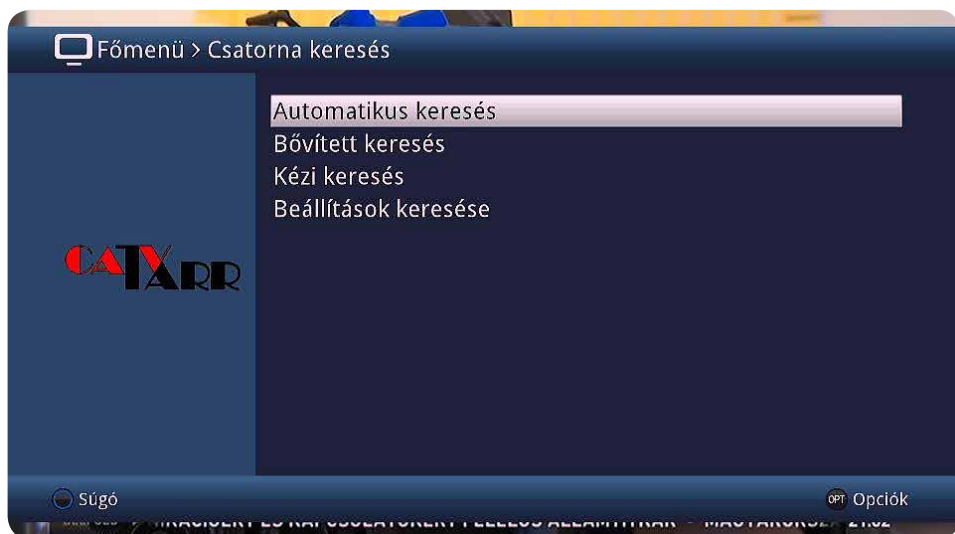 Főmenü > Csatorna keresés
Automatikus keresés
Bővített keresés
Kézi keresés
Beállítások keresése
CATV TARR
Súgó
OPT Opciók